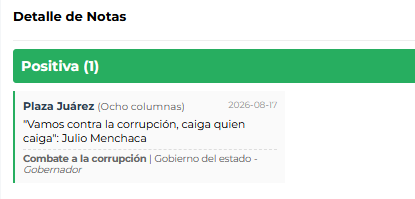 Detalle de Notas
Positiva (1)
Plaza Juárez (Ocho columnas) 2026-08-17
"Vamos contra la corrupción, caiga quien
caiga": Julio Menchaca
Combate a la corrupción | Gobierno del estado -
Gobernador